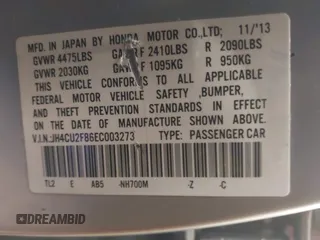 MFD. IN JAPAN BY HONDA MOTOR CO.,LTD. 11/'13
GVWR 4475LBS GAWR F 2410LBS R 2090LBS
GVWR 2030KG GAWR F 1095KG R 950KG
THIS VEHICLE CONFORMS TO ALL APPLICABLE
FEDERAL MOTOR VEHICLE SAFETY ,BUMPER,
AND THEFT PREVENTION STANDARDS IN EFFECT
ON THE DATE OF MANUFACTURE SHOWN ABOVE.
V.I.N.:JH4CU2F86EC003273 TYPE: PASSENGER CAR
TL2 E AB5 -NH700M -Z -C
DREAMBID